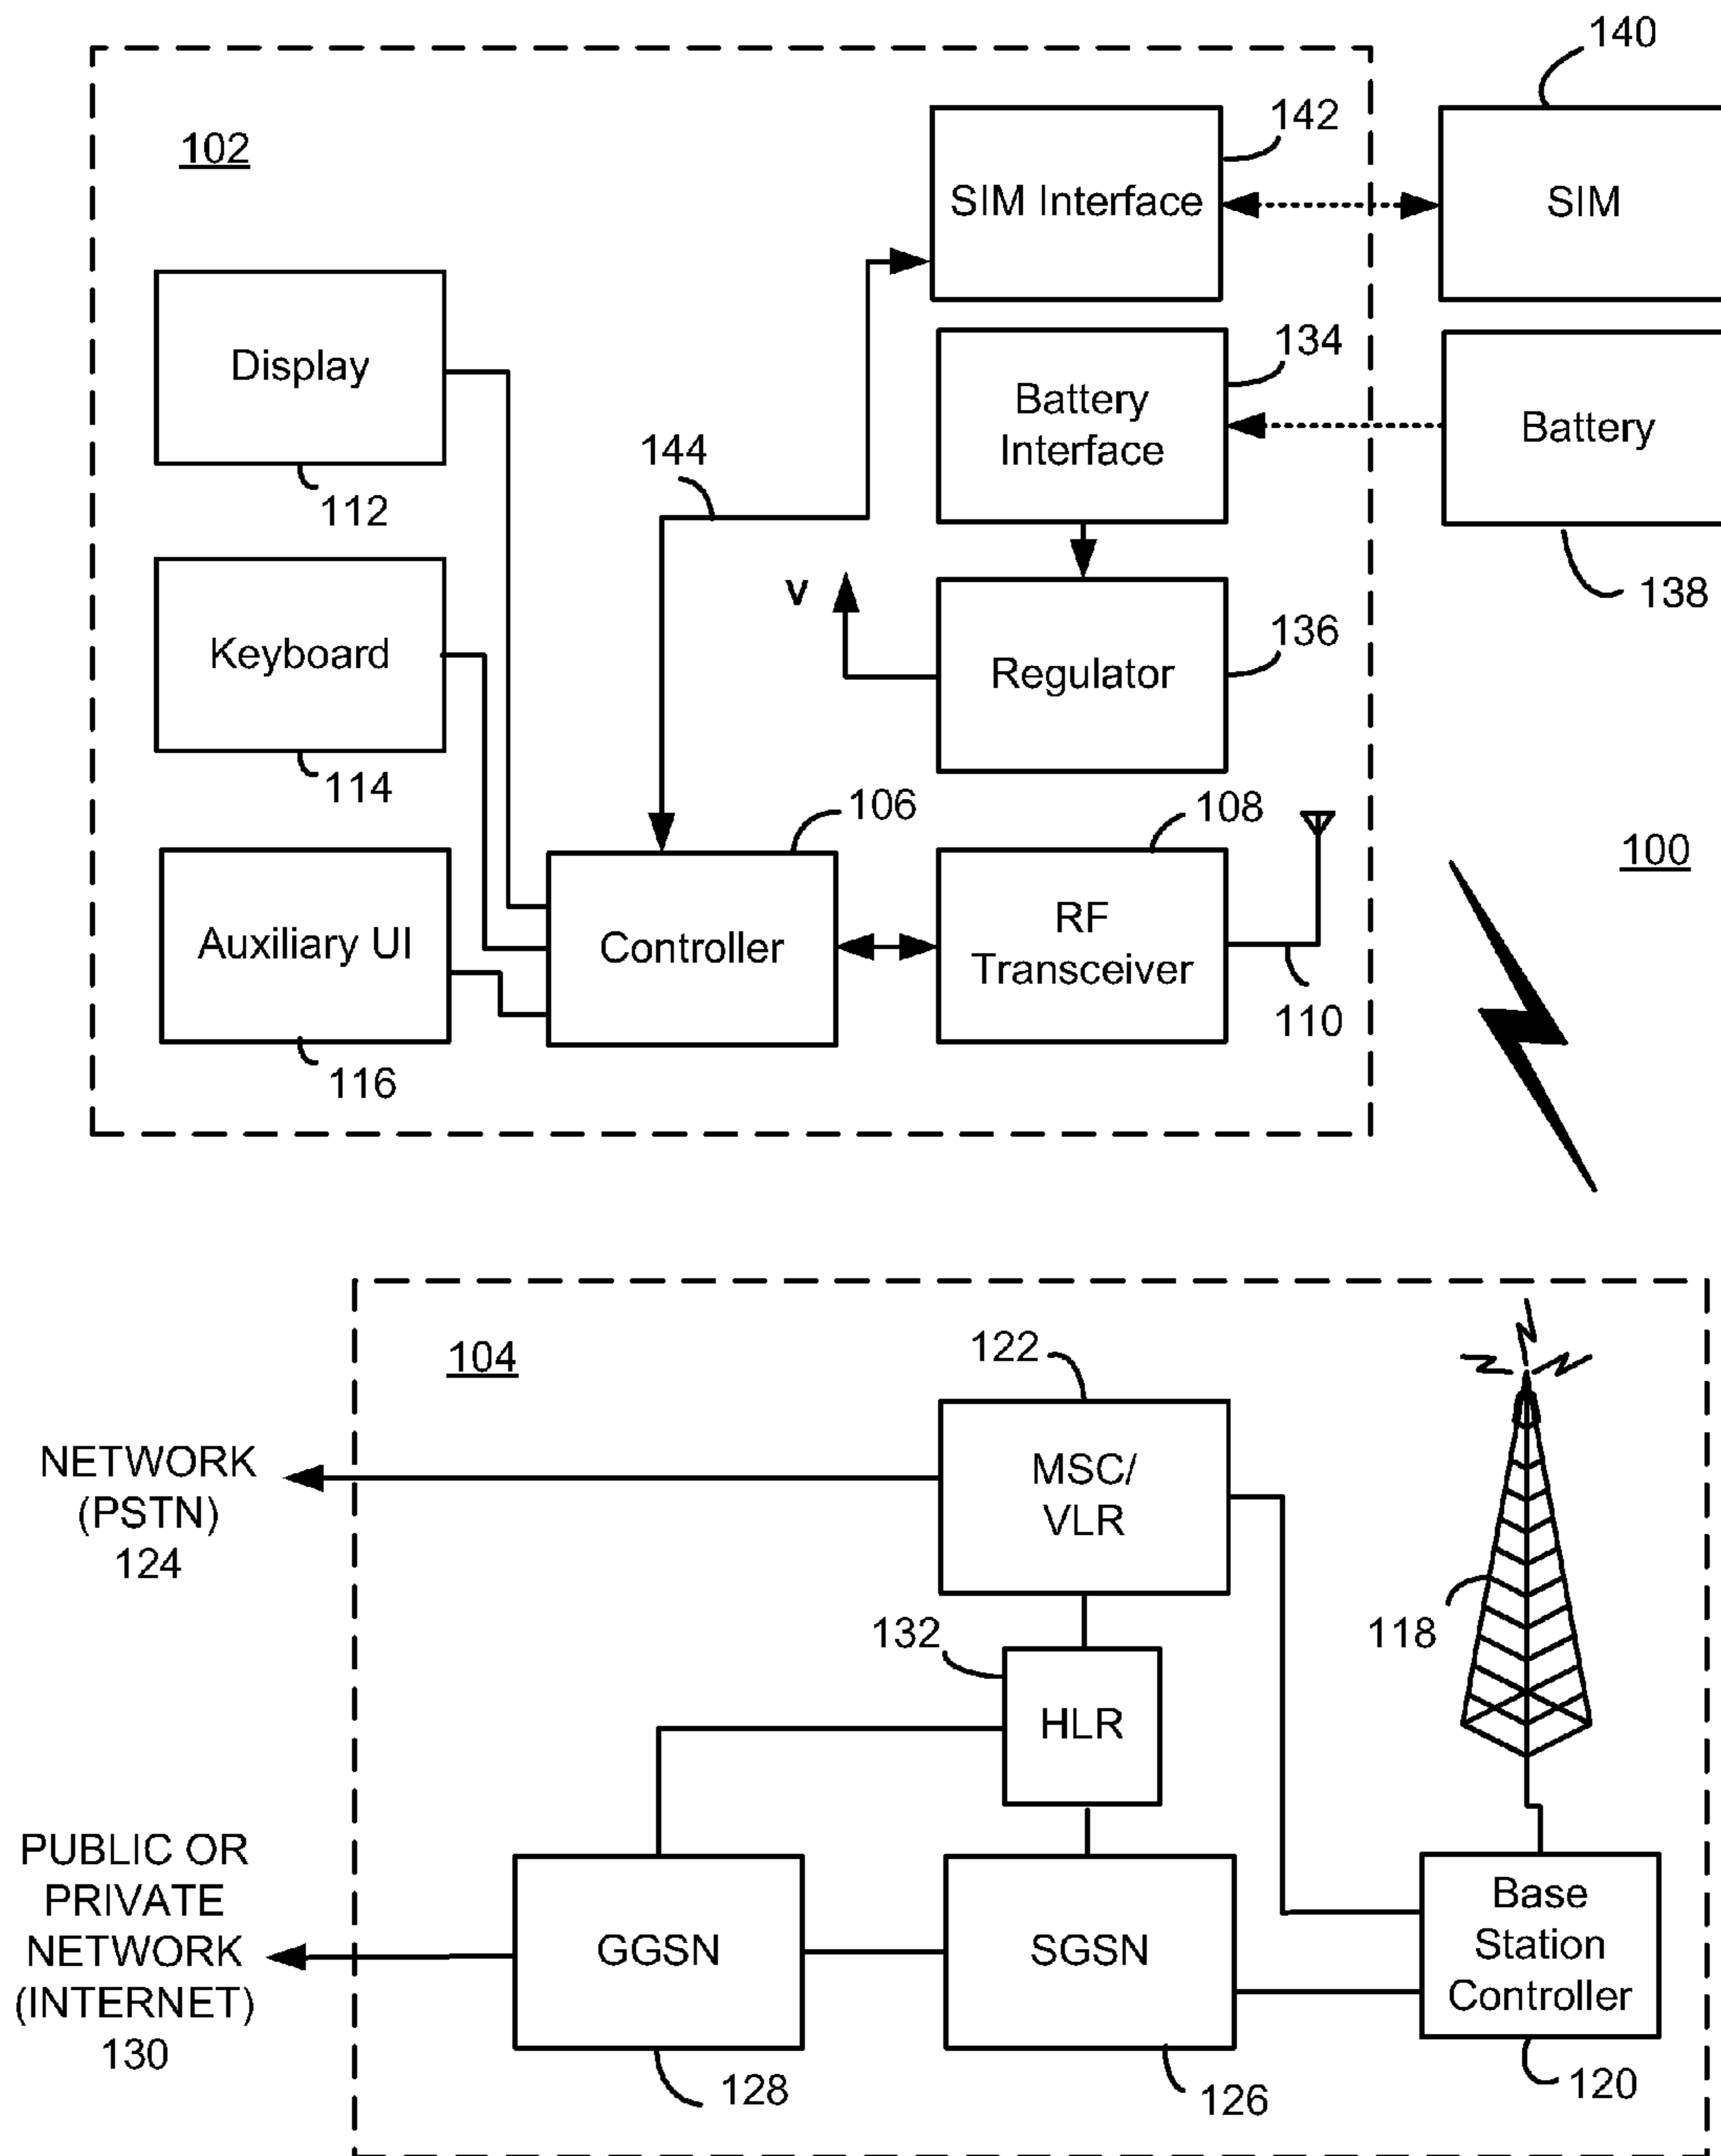 140
102
142
SIM Interface
SIM
Display
112
134
Battery
Interface
Battery
138
144
V
Keyboard
114
136
Regulator
106
108
100
Auxiliary UI
116
Controller
RF
Transceiver
110
104
122
NETWORK
(PSTN)
124
MSC/
VLR
118
132
HLR
PUBLIC OR
PRIVATE
NETWORK
(INTERNET)
130
GGSN
128
SGSN
126
Base
Station
Controller
120